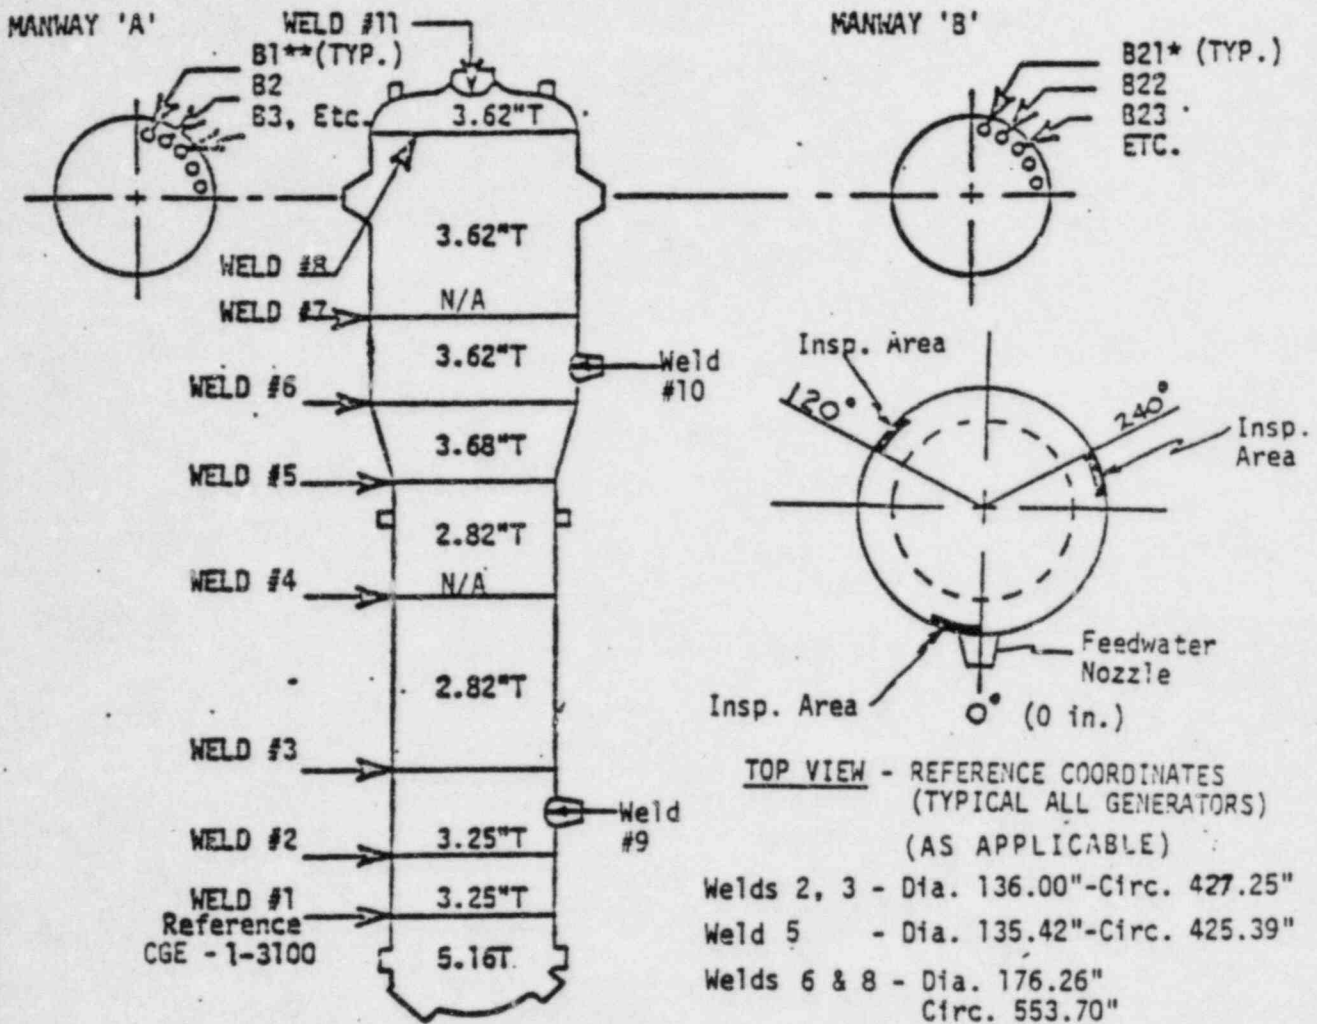 MANWAY 'A'
WELD #11
B1**(TYP.)
B2
B3, Etc.
MANWAY 'B'
B21* (TYP.)
B22
B23
ETC.
3.62"T
3.62"T
WELD #8
N/A
WELD #7
3.62"T
Weld
#10
WELD #6
3.68"T
WELD #5
2.82"T
WELD #4
N/A
2.82"T
WELD #3
Weld
#9
WELD #2
3.25"T
WELD #1
3.25"T
Reference
CGE - 1-3100
5.16T
Insp. Area
120°
240°
Insp.
Area
Feedwater
Nozzle
Insp. Area
0° (0 in.)
TOP VIEW - REFERENCE COORDINATES
(TYPICAL ALL GENERATORS)
(AS APPLICABLE)
Welds 2, 3 - Dia. 136.00"-Circ. 427.25"
Weld 5 - Dia. 135.42"-Circ. 425.39"
Welds 6 & 8 - Dia. 176.26"
Circ. 553.70"